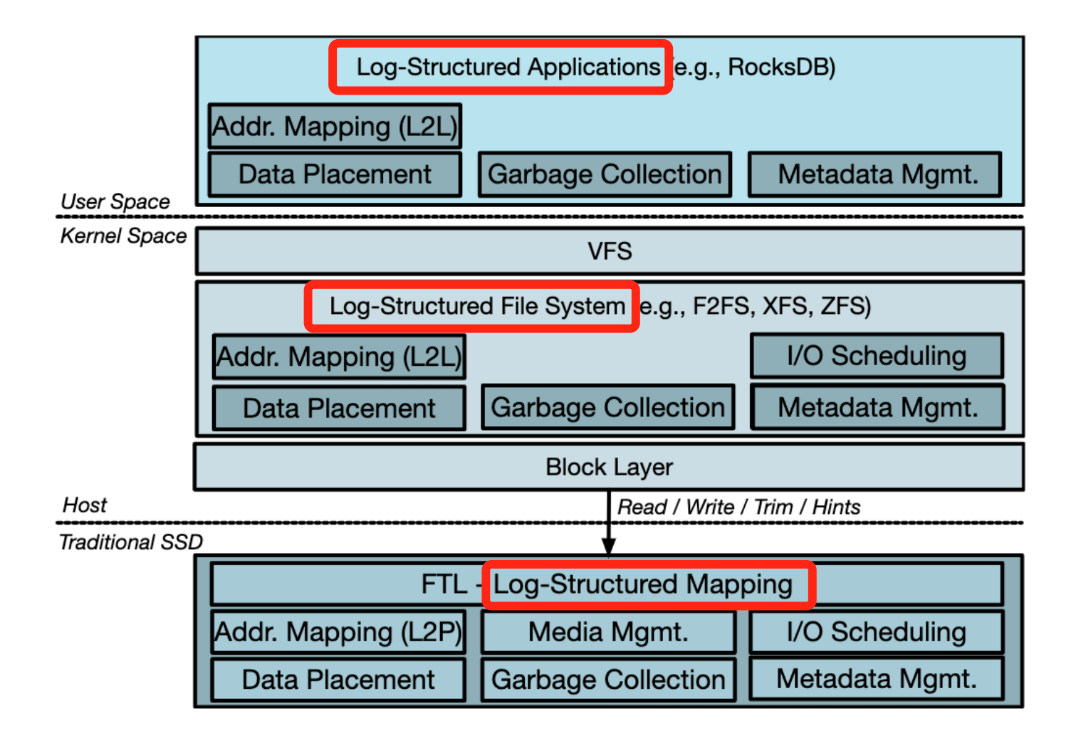 Log-Structured Applications (e.g., RocksDB)
Addr. Mapping (L2L)
Data Placement
Garbage Collection
Metadata Mgmt.
User Space
Kernel Space
VFS
Log-Structured File System (e.g., F2FS, XFS, ZFS)
Addr. Mapping (L2L)
I/O Scheduling
Data Placement
Garbage Collection
Metadata Mgmt.
Block Layer
Host
Read / Write / Trim / Hints
Traditional SSD
FTL - Log-Structured Mapping
Addr. Mapping (L2P)
Media Mgmt.
I/O Scheduling
Data Placement
Garbage Collection
Metadata Mgmt.